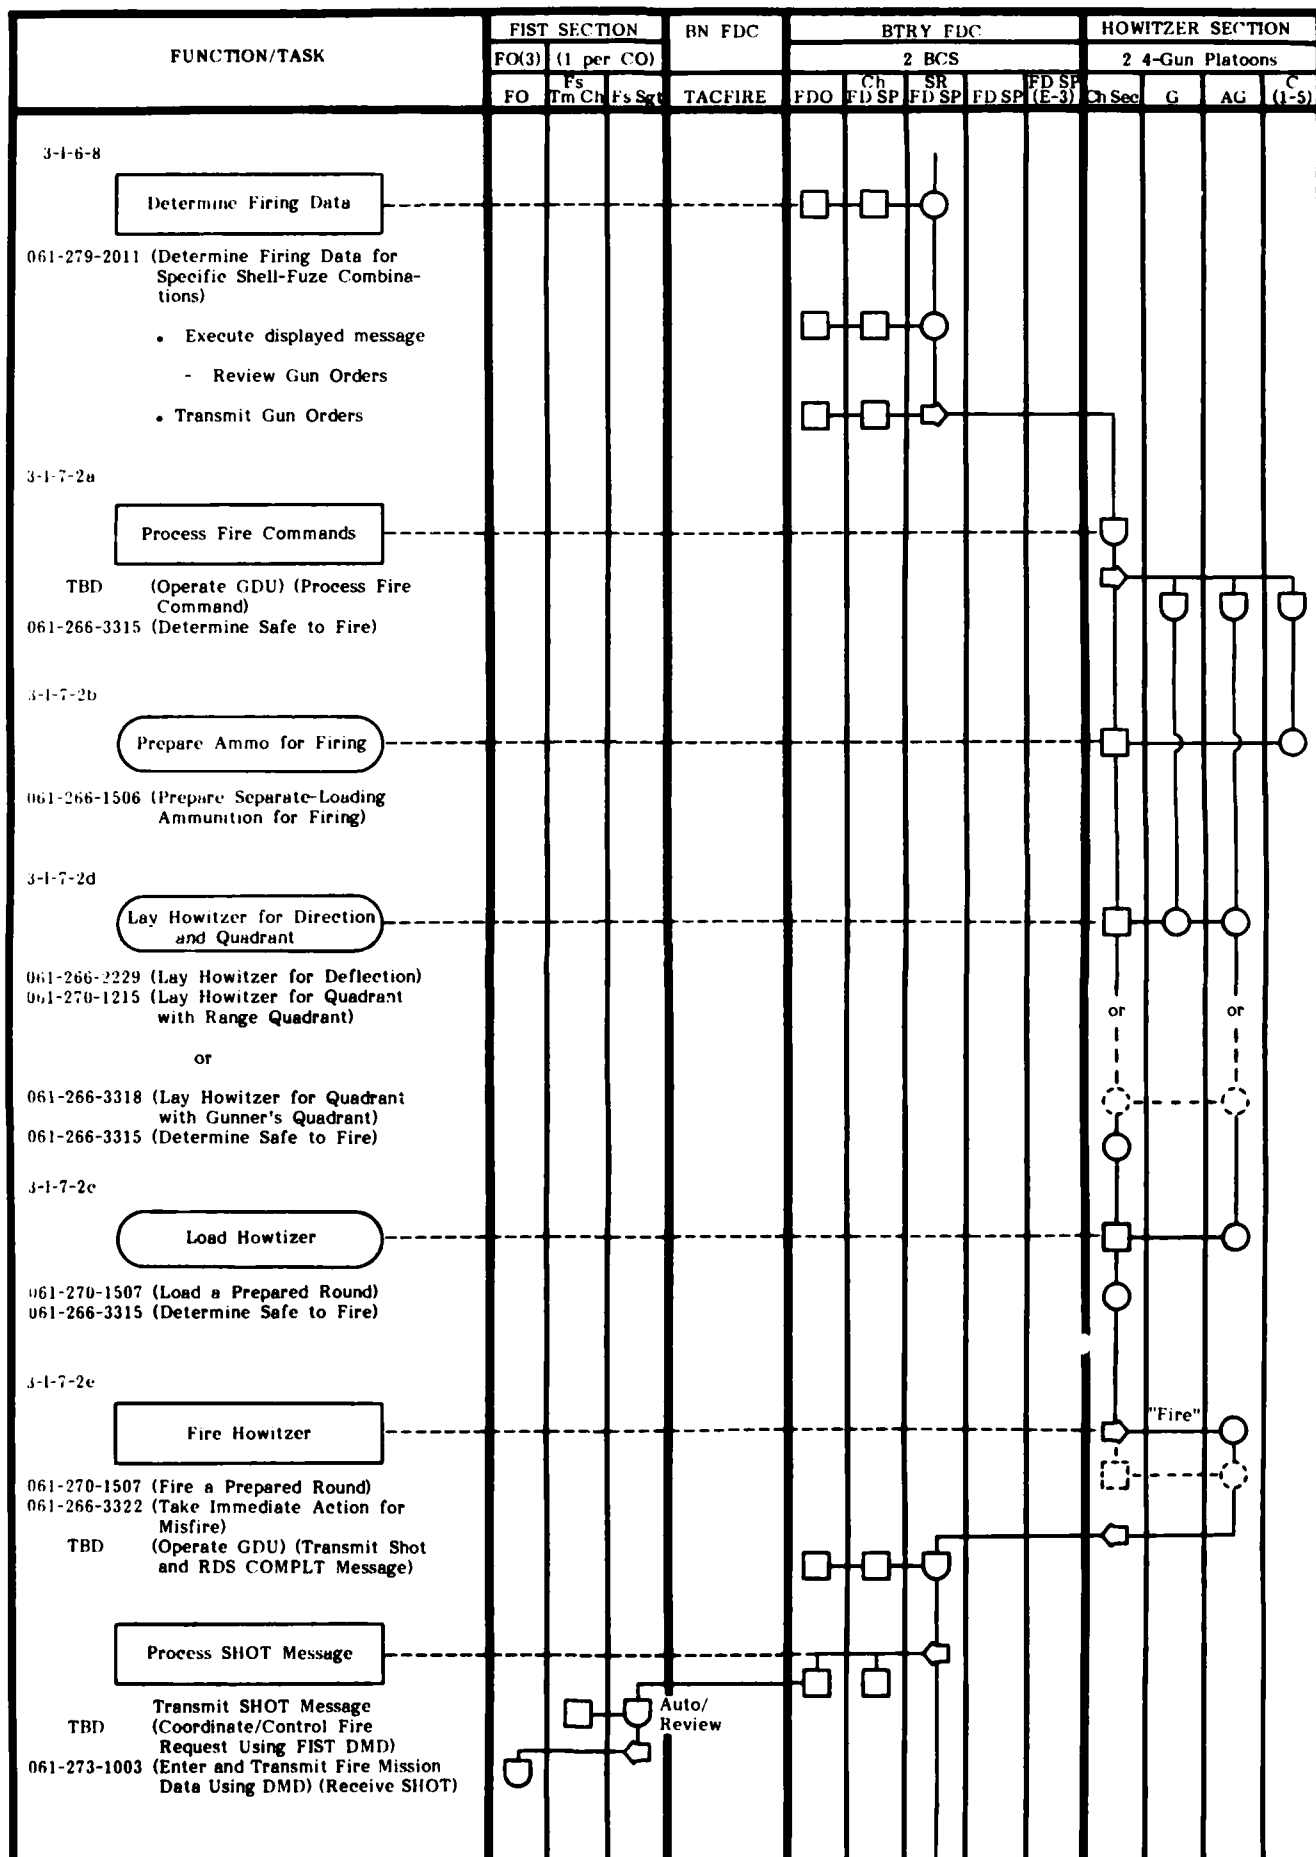 FUNCTION/TASK
FIST SECTION
BN FDC
BTRY FDC
HOWITZER SECTION
FO(3) (1 per CO)
2 BCS
2 4-Gun Platoons
FO
Fs Tm Ch
Fs Sgt
TACFIRE
FDO
Ch FD SP
SR FD SP
FD SP
FD SP (E-3)
Ch Sec
G
AG
C (1-5)
3-1-6-8
Determine Firing Data
061-279-2011 (Determine Firing Data for
Specific Shell-Fuze Combina-
tions)
• Execute displayed message
- Review Gun Orders
• Transmit Gun Orders
3-1-7-2a
Process Fire Commands
TBD (Operate GDU) (Process Fire
Command)
061-266-3315 (Determine Safe to Fire)
3-1-7-2b
Prepare Ammo for Firing
061-266-1506 (Prepare Separate-Loading
Ammunition for Firing)
3-1-7-2d
Lay Howitzer for Direction
and Quadrant
061-266-2229 (Lay Howitzer for Deflection)
061-270-1215 (Lay Howitzer for Quadrant
with Range Quadrant)
or or
or
061-266-3318 (Lay Howitzer for Quadrant
with Gunner's Quadrant)
061-266-3315 (Determine Safe to Fire)
3-1-7-2c
Load Howtizer
061-270-1507 (Load a Prepared Round)
061-266-3315 (Determine Safe to Fire)
3-1-7-2e
"Fire"
Fire Howitzer
061-270-1507 (Fire a Prepared Round)
061-266-3322 (Take Immediate Action for
Misfire)
TBD (Operate GDU) (Transmit Shot
and RDS COMPLT Message)
Process SHOT Message
Transmit SHOT Message
TBD (Coordinate/Control Fire
Request Using FIST DMD)
Auto/
Review
061-273-1003 (Enter and Transmit Fire Mission
Data Using DMD) (Receive SHOT)